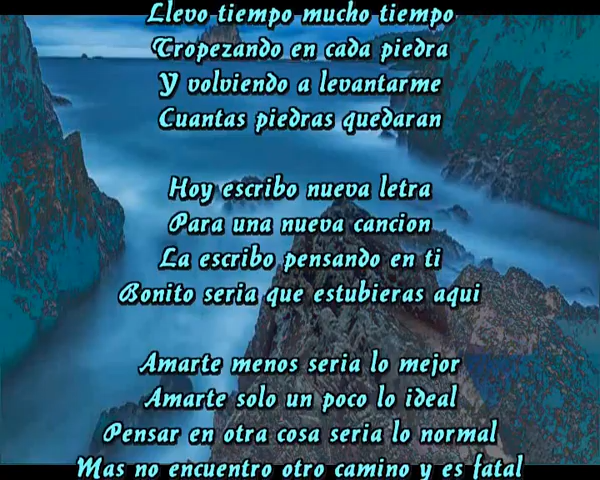 Llevo tiempo mucho tiempo
Tropezando en cada piedra
Y volviendo a levantarme
Cuantas piedras quedaran
Hoy escribo nueva letra
Para una nueva cancion
La escribo pensando en ti
Bonito seria que estubieras aqui
Amarte menos seria lo mejor
Amarte solo un poco lo ideal
Pensar en otra cosa seria lo normal
Mas no encuentro otro camino y es fatal